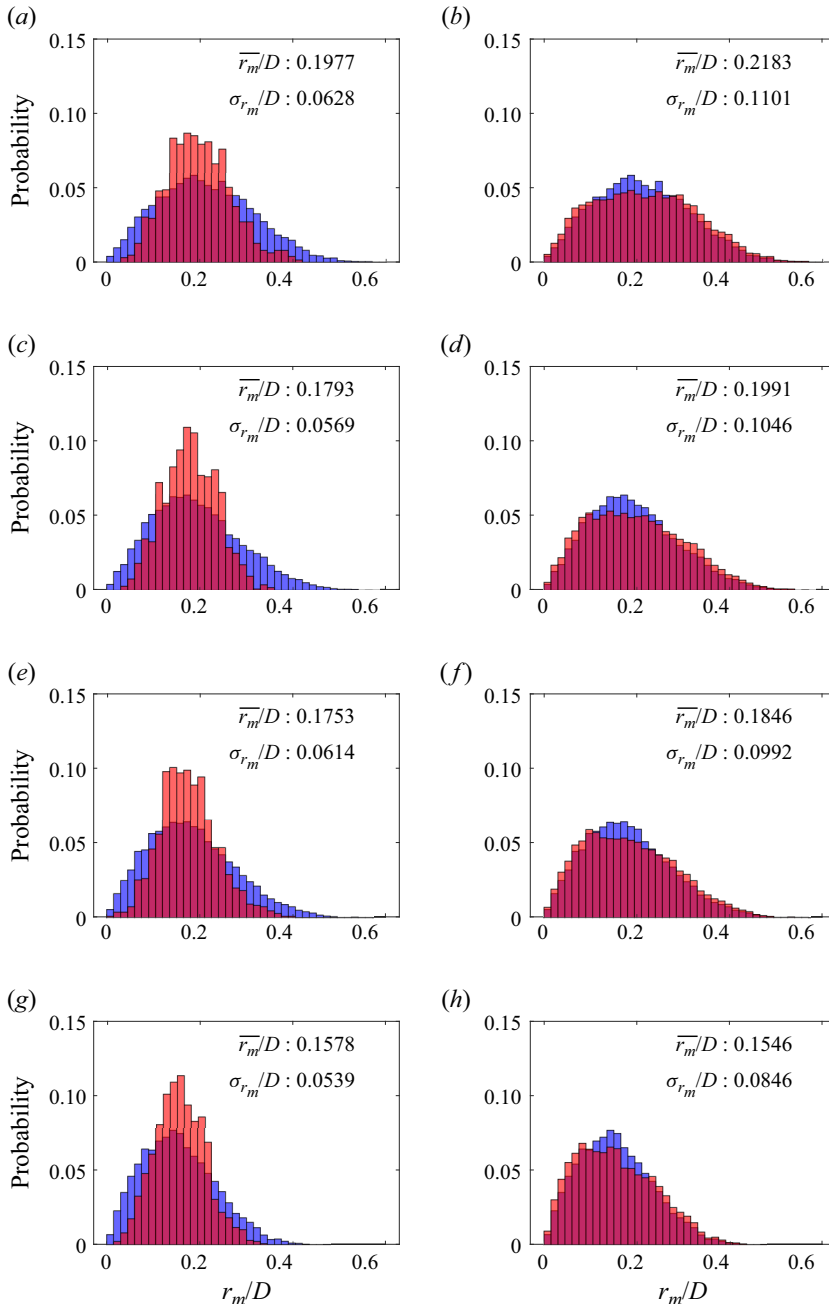 (a)
0.15
0.10
0.05
0
Probability
0 0.2 0.4 0.6
r̅m̅/D : 0.1977
σrm/D : 0.0628
(b)
0.15
0.10
0.05
0
0 0.2 0.4 0.6
r̅m̅/D : 0.2183
σrm/D : 0.1101
(c)
0.15
0.10
0.05
0
Probability
0 0.2 0.4 0.6
r̅m̅/D : 0.1793
σrm/D : 0.0569
(d)
0.15
0.10
0.05
0
0 0.2 0.4 0.6
r̅m̅/D : 0.1991
σrm/D : 0.1046
(e)
0.15
0.10
0.05
0
Probability
0 0.2 0.4 0.6
r̅m̅/D : 0.1753
σrm/D : 0.0614
(f)
0.15
0.10
0.05
0
0 0.2 0.4 0.6
r̅m̅/D : 0.1846
σrm/D : 0.0992
(g)
0.15
0.10
0.05
0
Probability
0 0.2 0.4 0.6
rm/D
r̅m̅/D : 0.1578
σrm/D : 0.0539
(h)
0.15
0.10
0.05
0
0 0.2 0.4 0.6
rm/D
r̅m̅/D : 0.1546
σrm/D : 0.0846